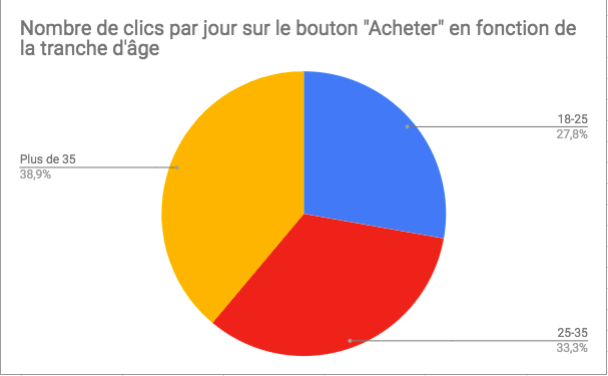 Nombre de clics par jour sur le bouton "Acheter" en fonction de
la tranche d'âge
18-25
27,8%
Plus de 35
38,9%
25-35
33,3%